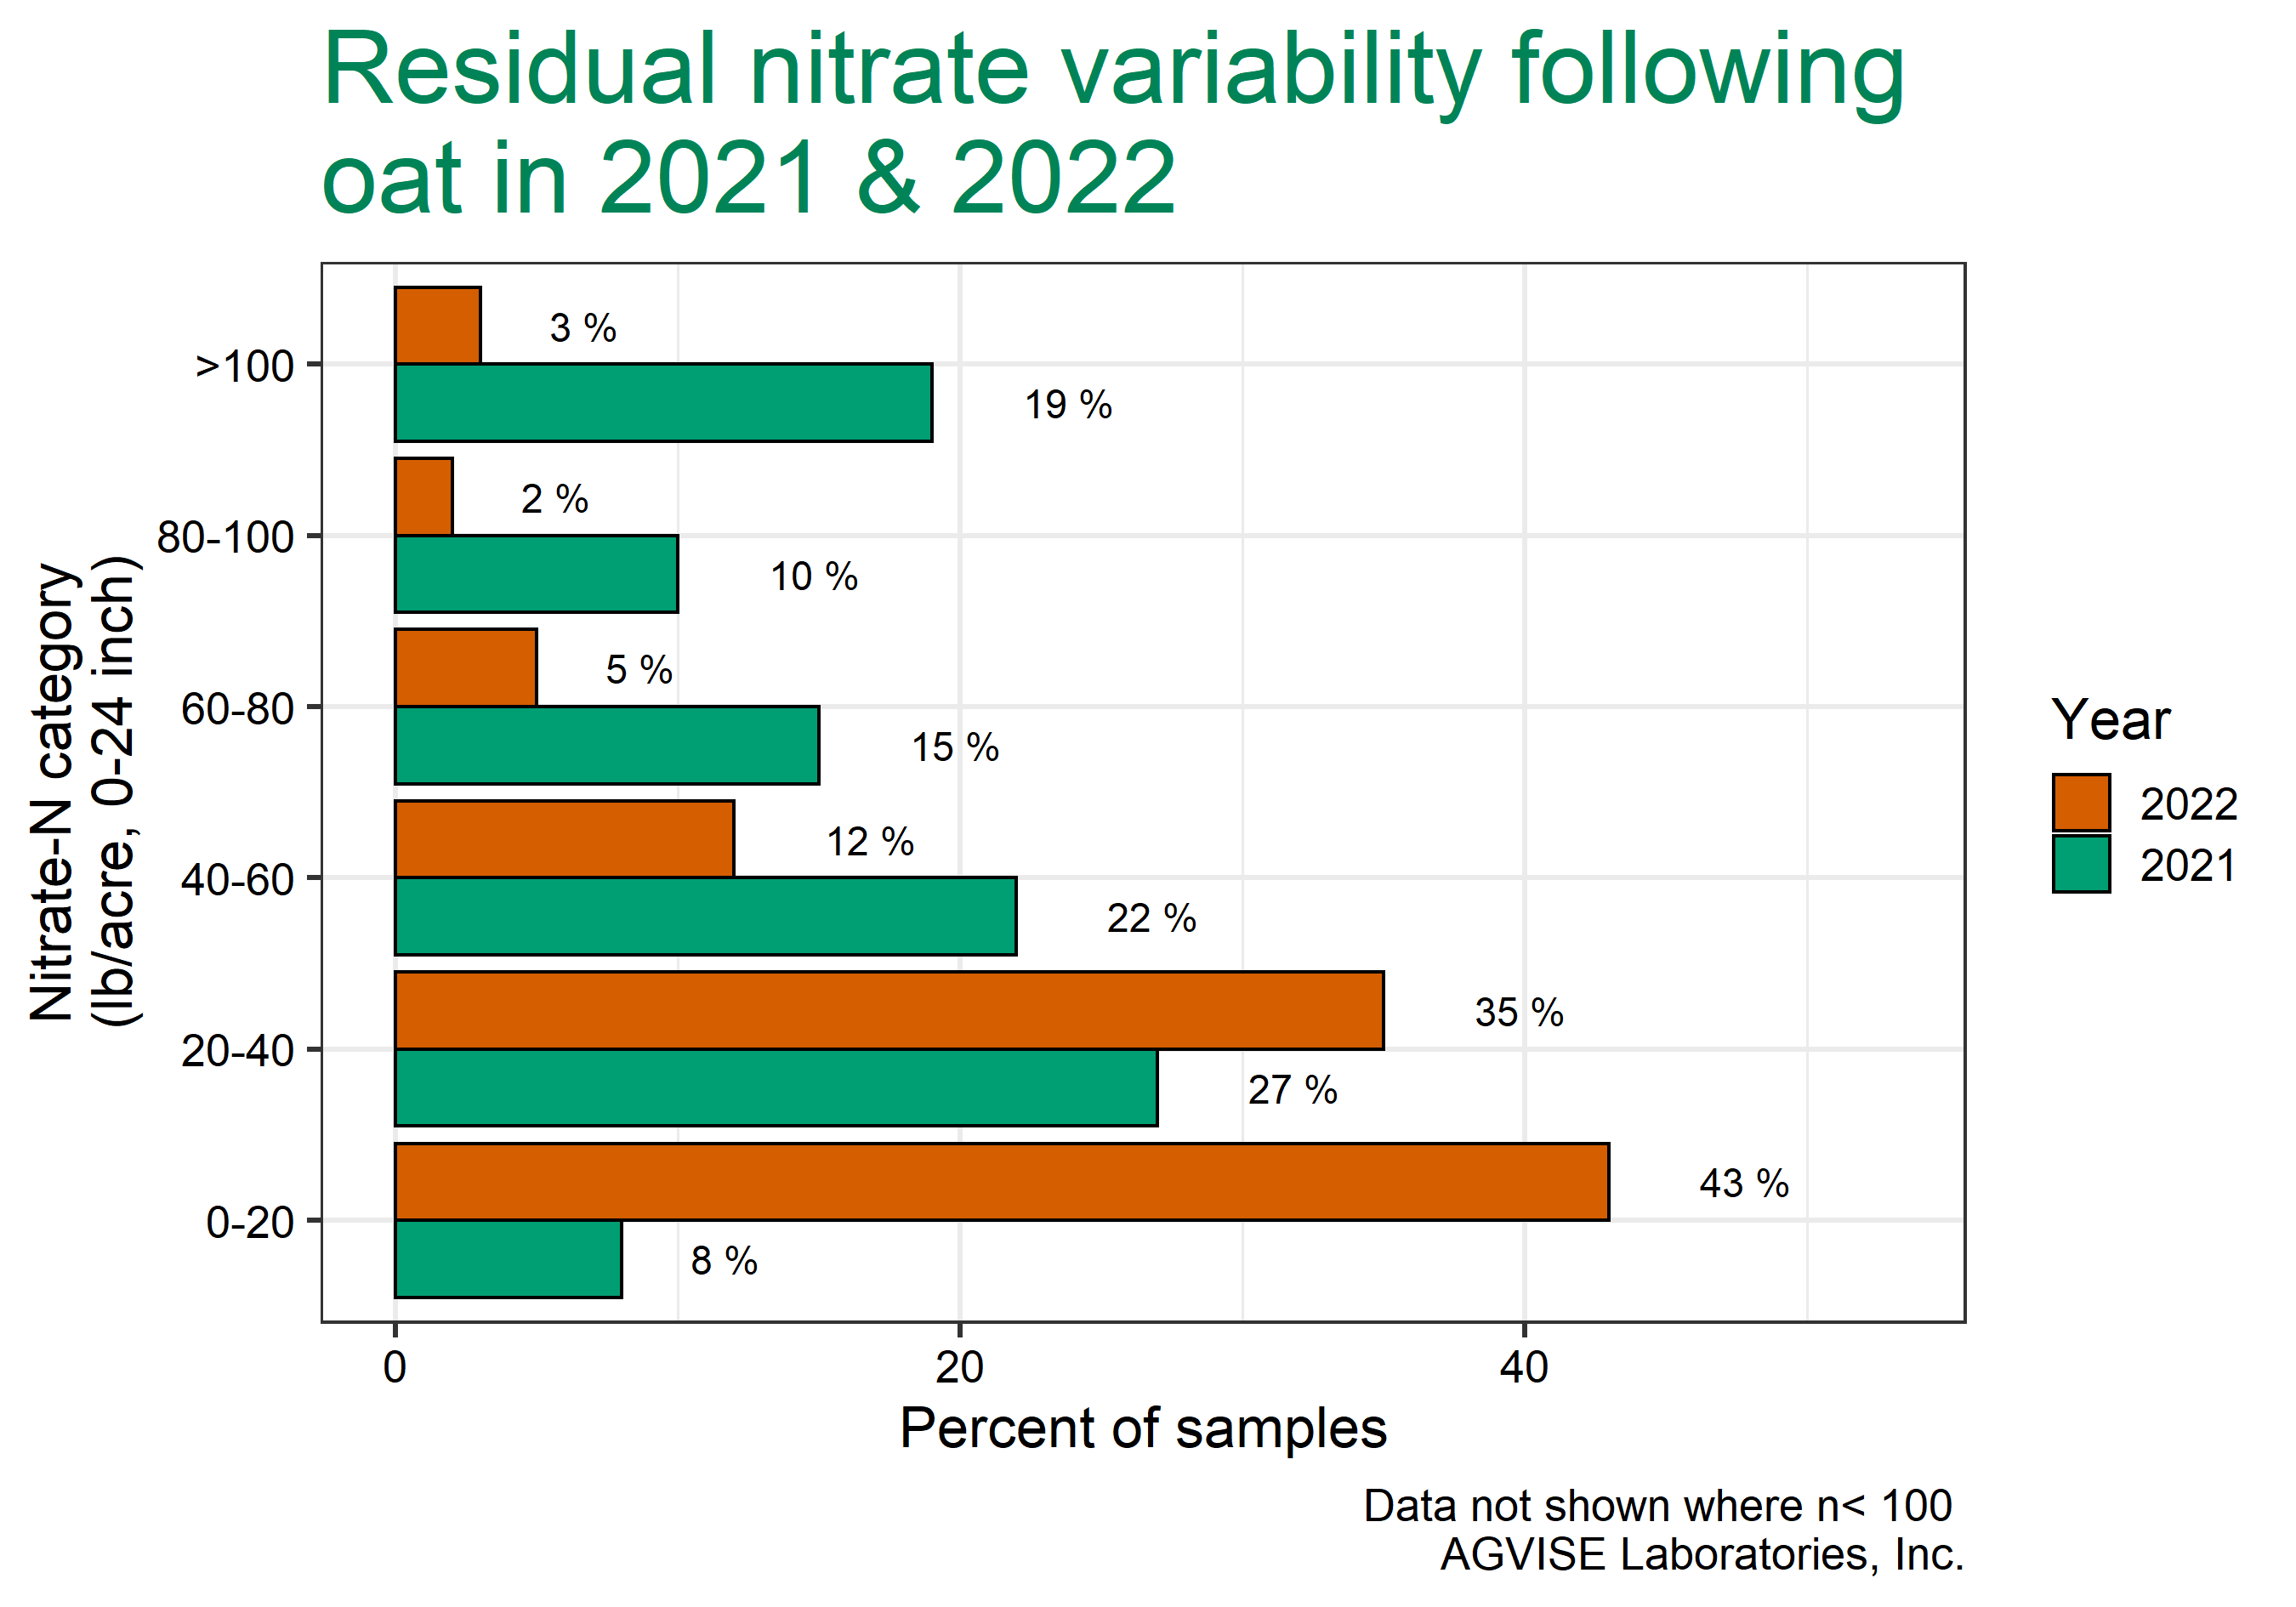 Residual nitrate variability following
oat in 2021 & 2022
Nitrate-N category
(lb/acre, 0-24 inch)
>100
3 %
19 %
80-100
2 %
10 %
60-80
5 %
15 %
40-60
12 %
22 %
20-40
35 %
27 %
0-20
43 %
8 %
0
20
40
Percent of samples
Year
2022
2021
Data not shown where n< 100
AGVISE Laboratories, Inc.